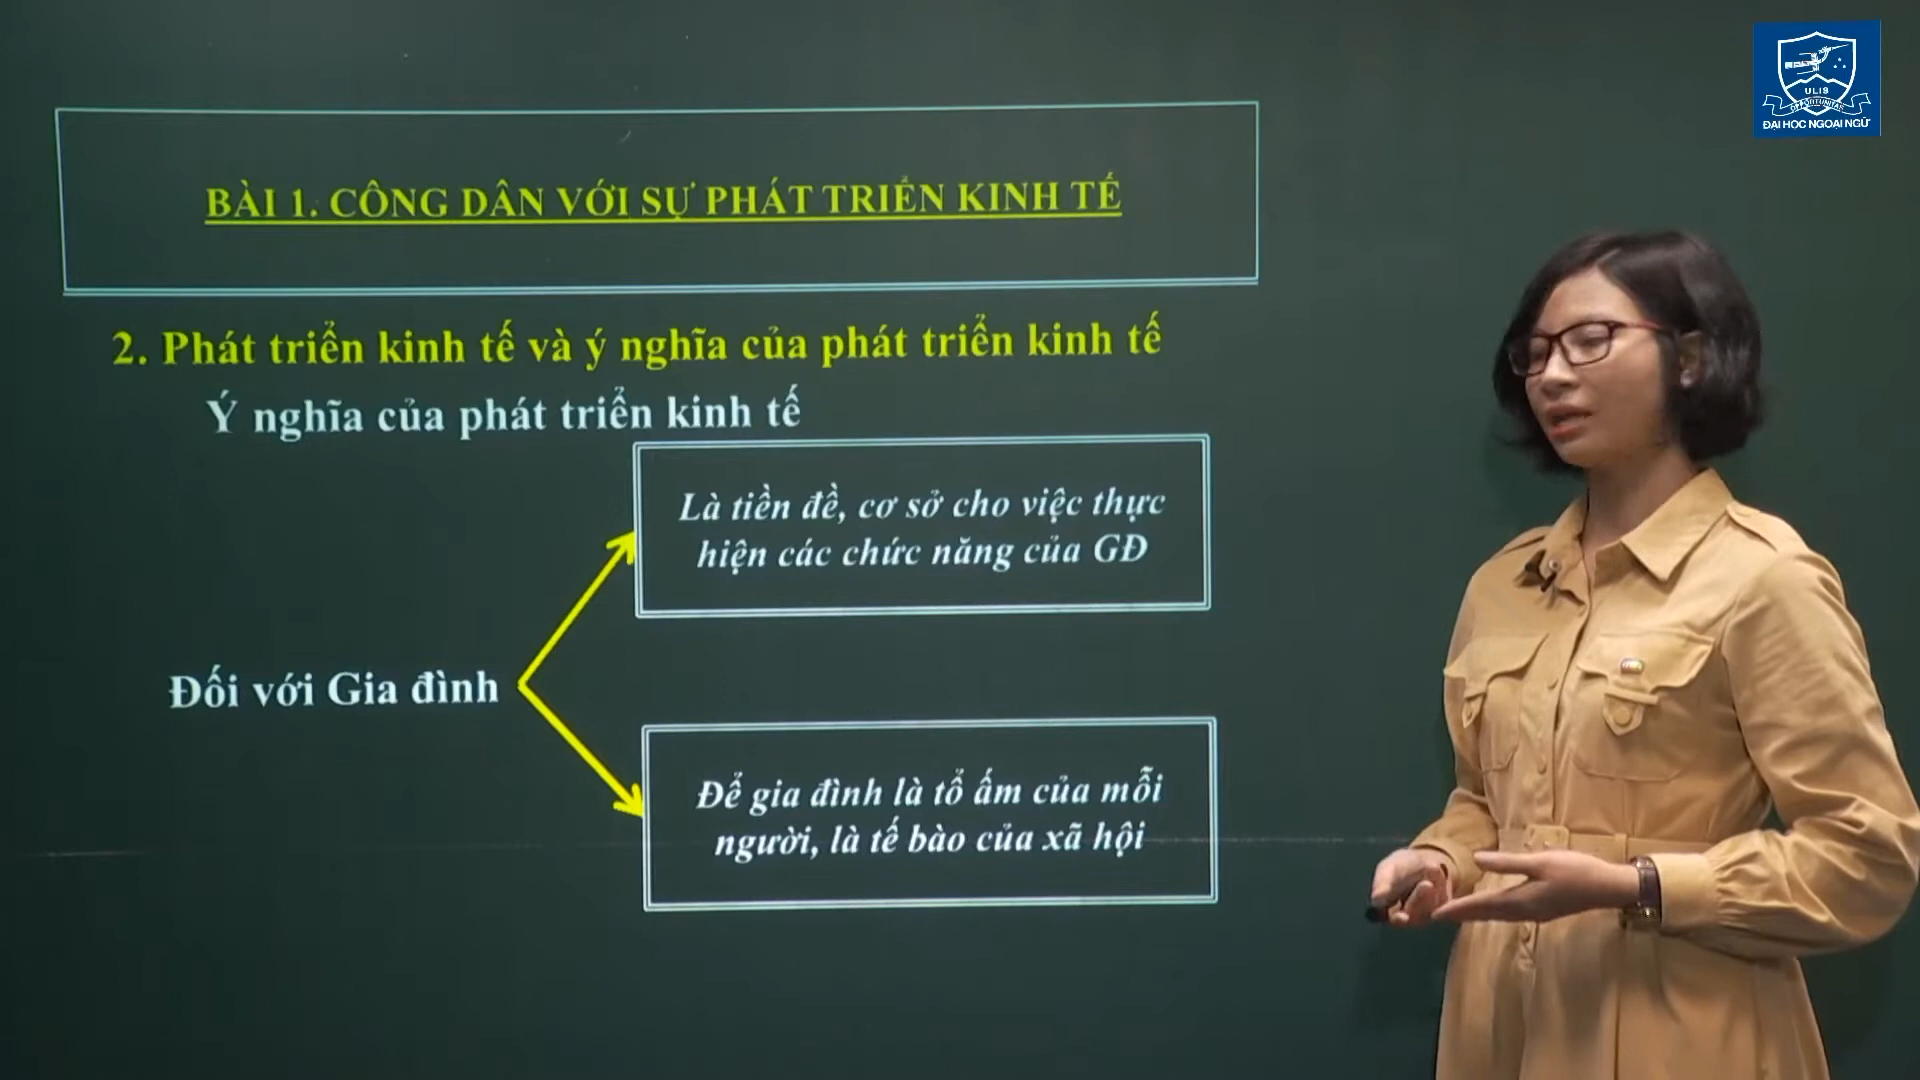 ULIS
ĐẠI HỌC NGOẠI NGỮ
BÀI 1. CÔNG DÂN VỚI SỰ PHÁT TRIỂN KINH TẾ
2. Phát triển kinh tế và ý nghĩa của phát triển kinh tế
Ý nghĩa của phát triển kinh tế
Là tiền đề, cơ sở cho việc thực
hiện các chức năng của GĐ
Đối với Gia đình
Để gia đình là tổ ấm của mỗi
người, là tế bào của xã hội